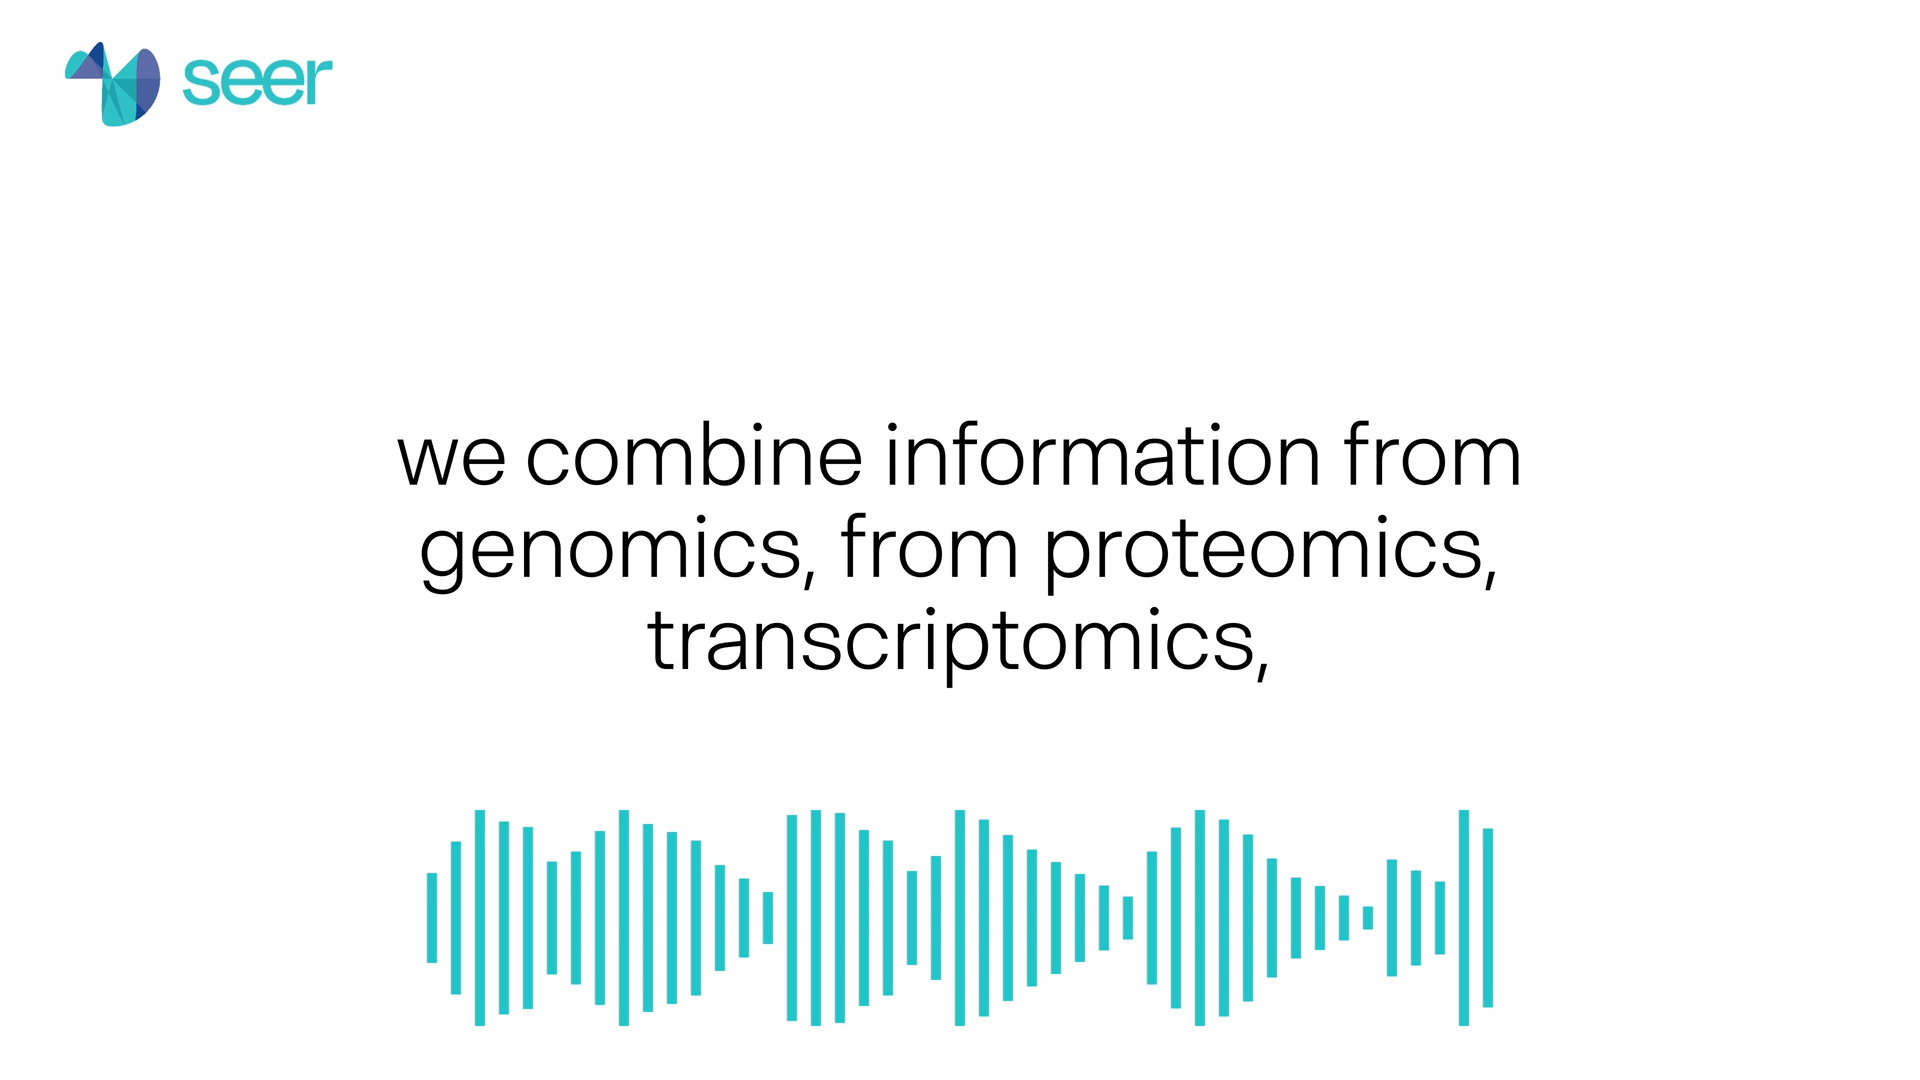 seer
we combine information from
genomics, from proteomics,
transcriptomics,